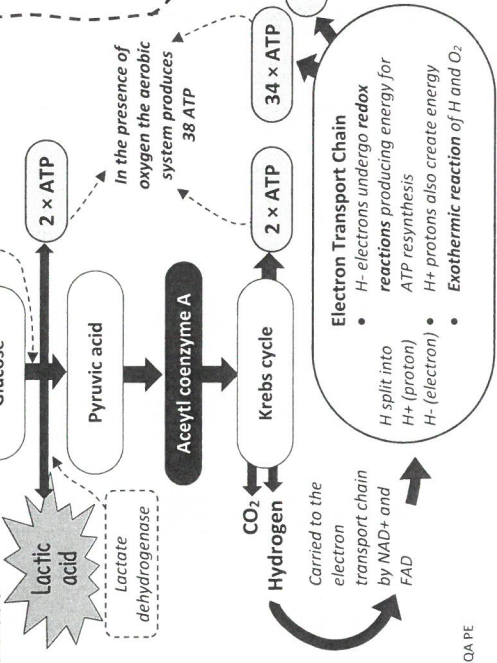 Lactic
acid
2 × ATP
Lactate
dehydrogenase
Pyruvic acid
In the presence of
oxygen the aerobic
system produces
38 ATP
Aceytl coenzyme A
CO2
Hydrogen
Krebs cycle
2 × ATP
34 × ATP
Carried to the
electron
transport chain
by NAD+ and
FAD
H split into
H+ (proton)
H- (electron)
Electron Transport Chain
• H- electrons undergo redox
reactions producing energy for
ATP resynthesis
• H+ protons also create energy
• Exothermic reaction of H and O2
QA PE